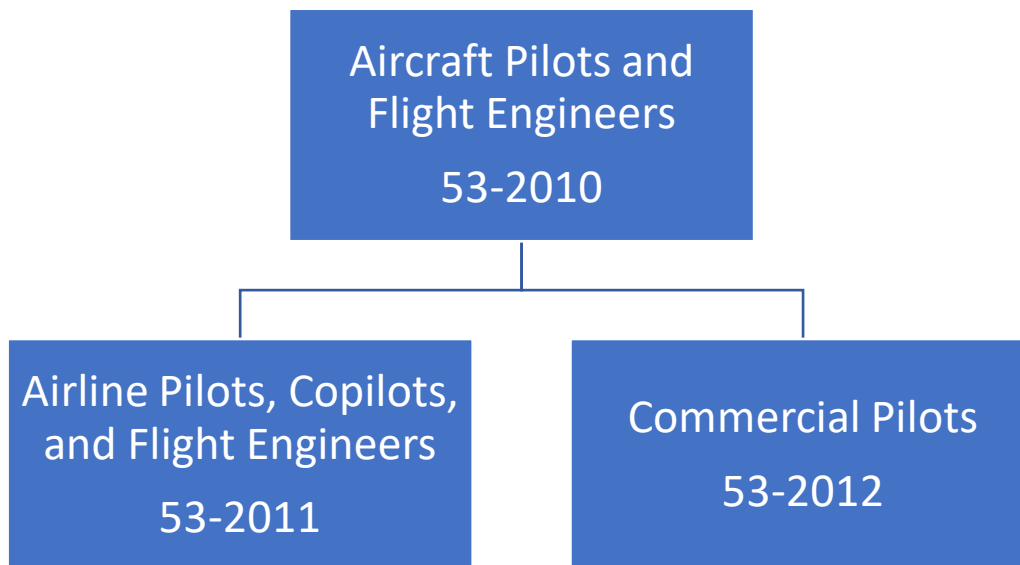 Aircraft Pilots and
Flight Engineers
53-2010
Airline Pilots, Copilots,
and Flight Engineers
53-2011
Commercial Pilots
53-2012